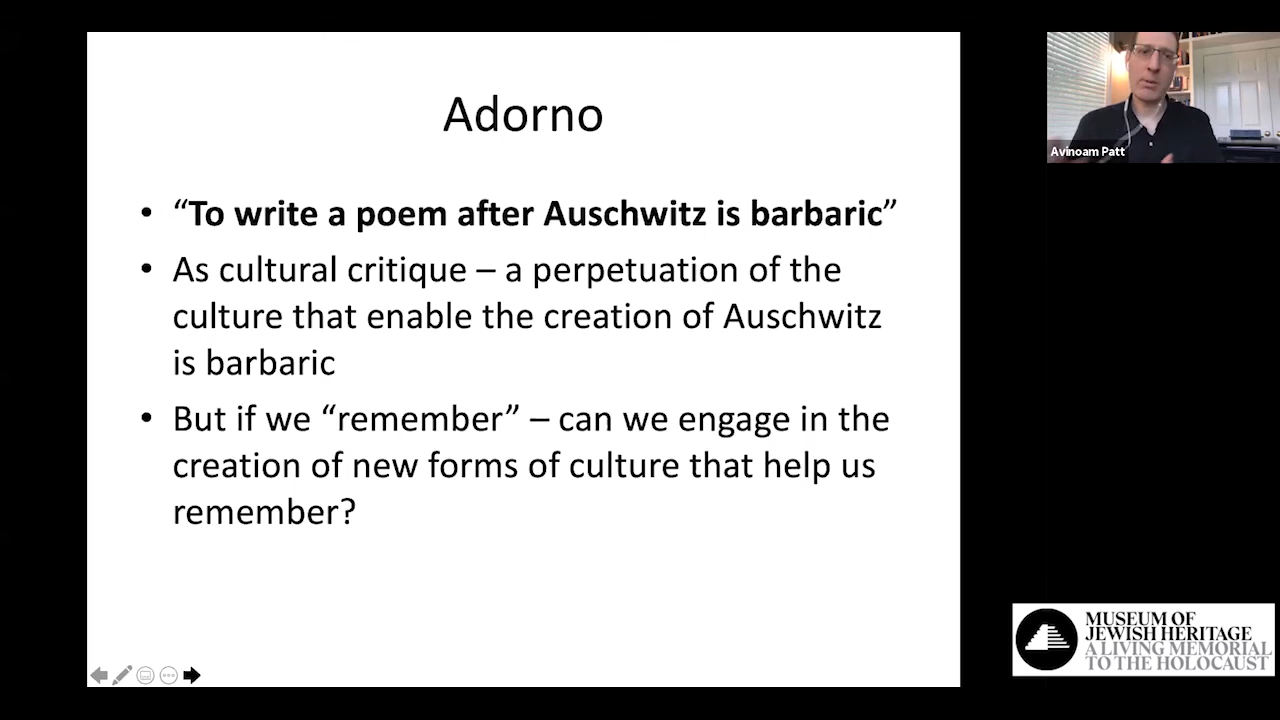 Adorno
• “To write a poem after Auschwitz is barbaric”
• As cultural critique – a perpetuation of the
culture that enable the creation of Auschwitz
is barbaric
• But if we “remember” – can we engage in the
creation of new forms of culture that help us
remember?
Avinoam Patt
MUSEUM OF
JEWISH HERITAGE
A LIVING MEMORIAL
TO THE HOLOCAUST